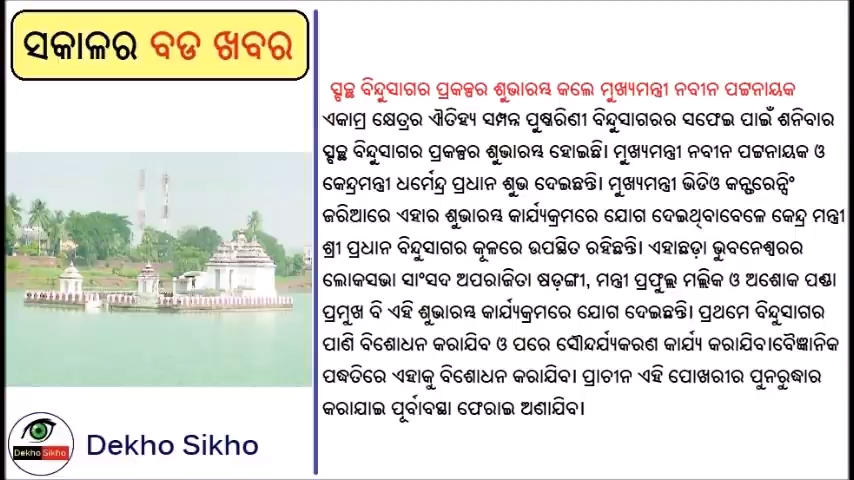 ସକାଳର ବଡ ଖବର
ସ୍ବଚ୍ଛ ବିନ୍ଦୁସାଗର ପ୍ରକଳ୍ପର ଶୁଭାରମ୍ଭ କଲେ ମୁଖ୍ୟମନ୍ତ୍ରୀ ନବୀନ ପଟ୍ଟନାୟକ
ଏକାମ୍ର କ୍ଷେତ୍ରର ଐତିହ୍ୟ ସମ୍ପନ୍ନ ପୁଷ୍କରିଣୀ ବିନ୍ଦୁସାଗରର ସଫେଇ ପାଇଁ ଶନିବାର
ସ୍ବଚ୍ଛ ବିନ୍ଦୁସାଗର ପ୍ରକଳ୍ପର ଶୁଭାରମ୍ଭ ହୋଇଛି। ମୁଖ୍ୟମନ୍ତ୍ରୀ ନବୀନ ପଟ୍ଟନାୟକ ଓ
କେନ୍ଦ୍ରମନ୍ତ୍ରୀ ଧର୍ମେନ୍ଦ୍ର ପ୍ରଧାନ ଶୁଭ ଦେଇଛନ୍ତି। ମୁଖ୍ୟମନ୍ତ୍ରୀ ଭିଡିଓ କନ୍ଫରେନ୍ସିଂ
ଜରିଆରେ ଏହାର ଶୁଭାରମ୍ଭ କାର୍ଯ୍ୟକ୍ରମରେ ଯୋଗ ଦେଇଥିବାବେଳେ କେନ୍ଦ୍ର ମନ୍ତ୍ରୀ
ଶ୍ରୀ ପ୍ରଧାନ ବିନ୍ଦୁସାଗର କୂଳରେ ଉପସ୍ଥିତ ରହିଛନ୍ତି। ଏହାଛଡ଼ା ଭୁବନେଶ୍ୱରର
ଲୋକସଭା ସାଂସଦ ଅପରାଜିତା ଷଡ଼ଙ୍ଗୀ, ମନ୍ତ୍ରୀ ପ୍ରଫୁଲ୍ଲ ମଲ୍ଲିକ ଓ ଅଶୋକ ପଣ୍ଡା
ପ୍ରମୁଖ ବି ଏହି ଶୁଭାରମ୍ଭ କାର୍ଯ୍ୟକ୍ରମରେ ଯୋଗ ଦେଇଛନ୍ତି। ପ୍ରଥମେ ବିନ୍ଦୁସାଗର
ପାଣି ବିଶୋଧନ କରାଯିବ ଓ ପରେ ସୌନ୍ଦର୍ଯ୍ୟକରଣ କାର୍ଯ୍ୟ କରାଯିବ।ବୈଜ୍ଞାନିକ
ପଦ୍ଧତିରେ ଏହାକୁ ବିଶୋଧନ କରାଯିବ। ପ୍ରାଚୀନ ଏହି ପୋଖରୀର ପୁନରୁଦ୍ଧାର
କରାଯାଇ ପୂର୍ବାବସ୍ଥା ଫେରାଇ ଅଣାଯିବ।
Dekho Sikho
Dekho Sikho